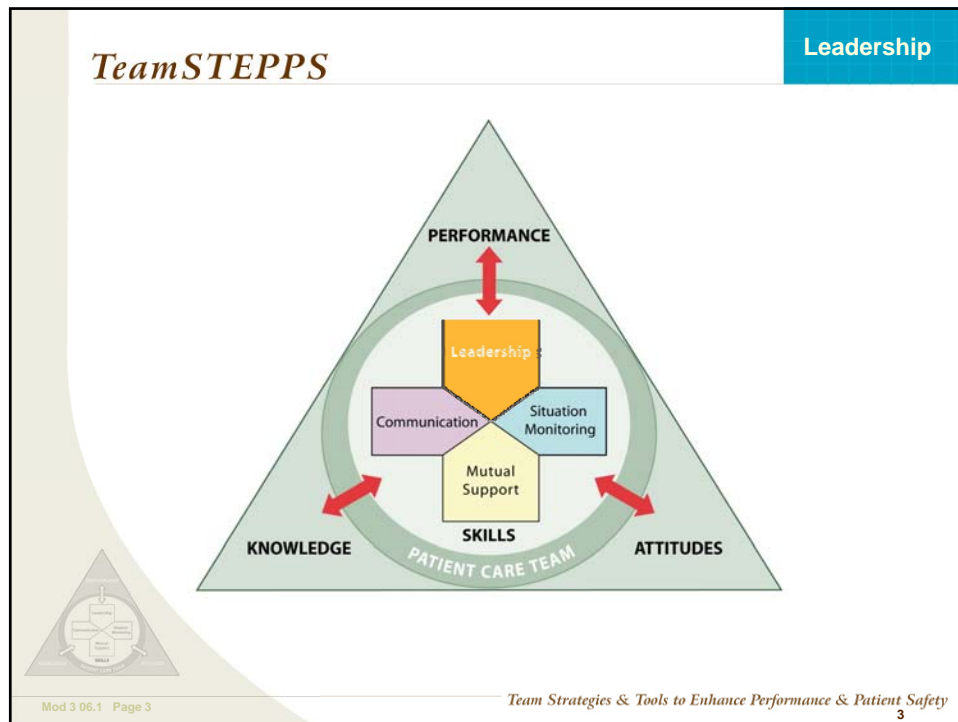 TeamSTEPPS
Leadership
PERFORMANCE
Leadership
Communication
Situation
Monitoring
Mutual
Support
SKILLS
KNOWLEDGE
ATTITUDES
PATIENT CARE TEAM
Mod 3 06.1 Page 3
Team Strategies & Tools to Enhance Performance & Patient Safety
3